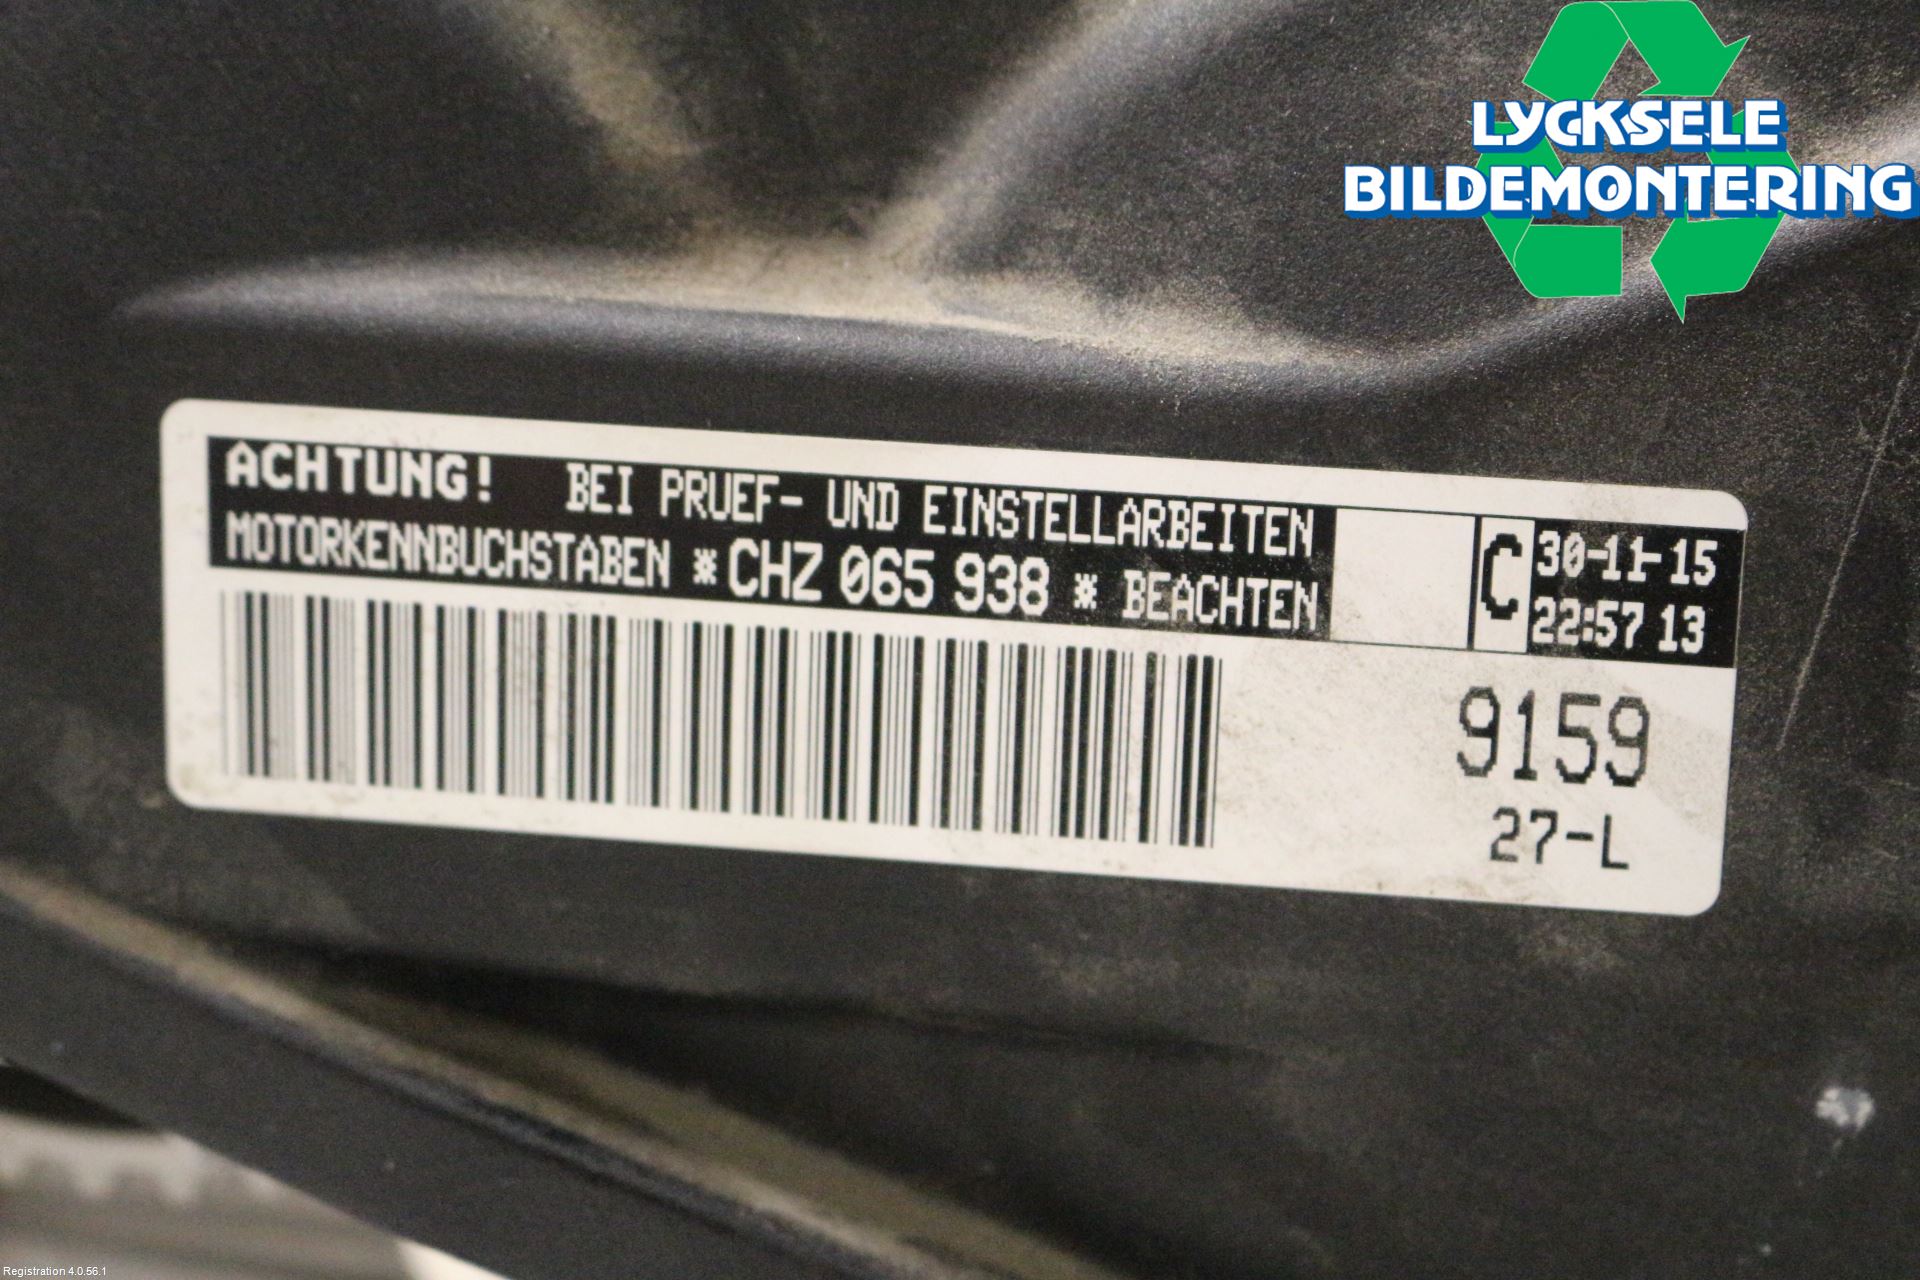 LYCKSELE
BILDEMONTERING
ACHTUNG! BEI PRUEF- UND EINSTELLARBEITEN
MOTORKENNBUCHSTABEN *CHZ 065 938 * BEACHTEN
C
30-11-15
22:57 13
9159
27-L
Registration 4.0.56.1